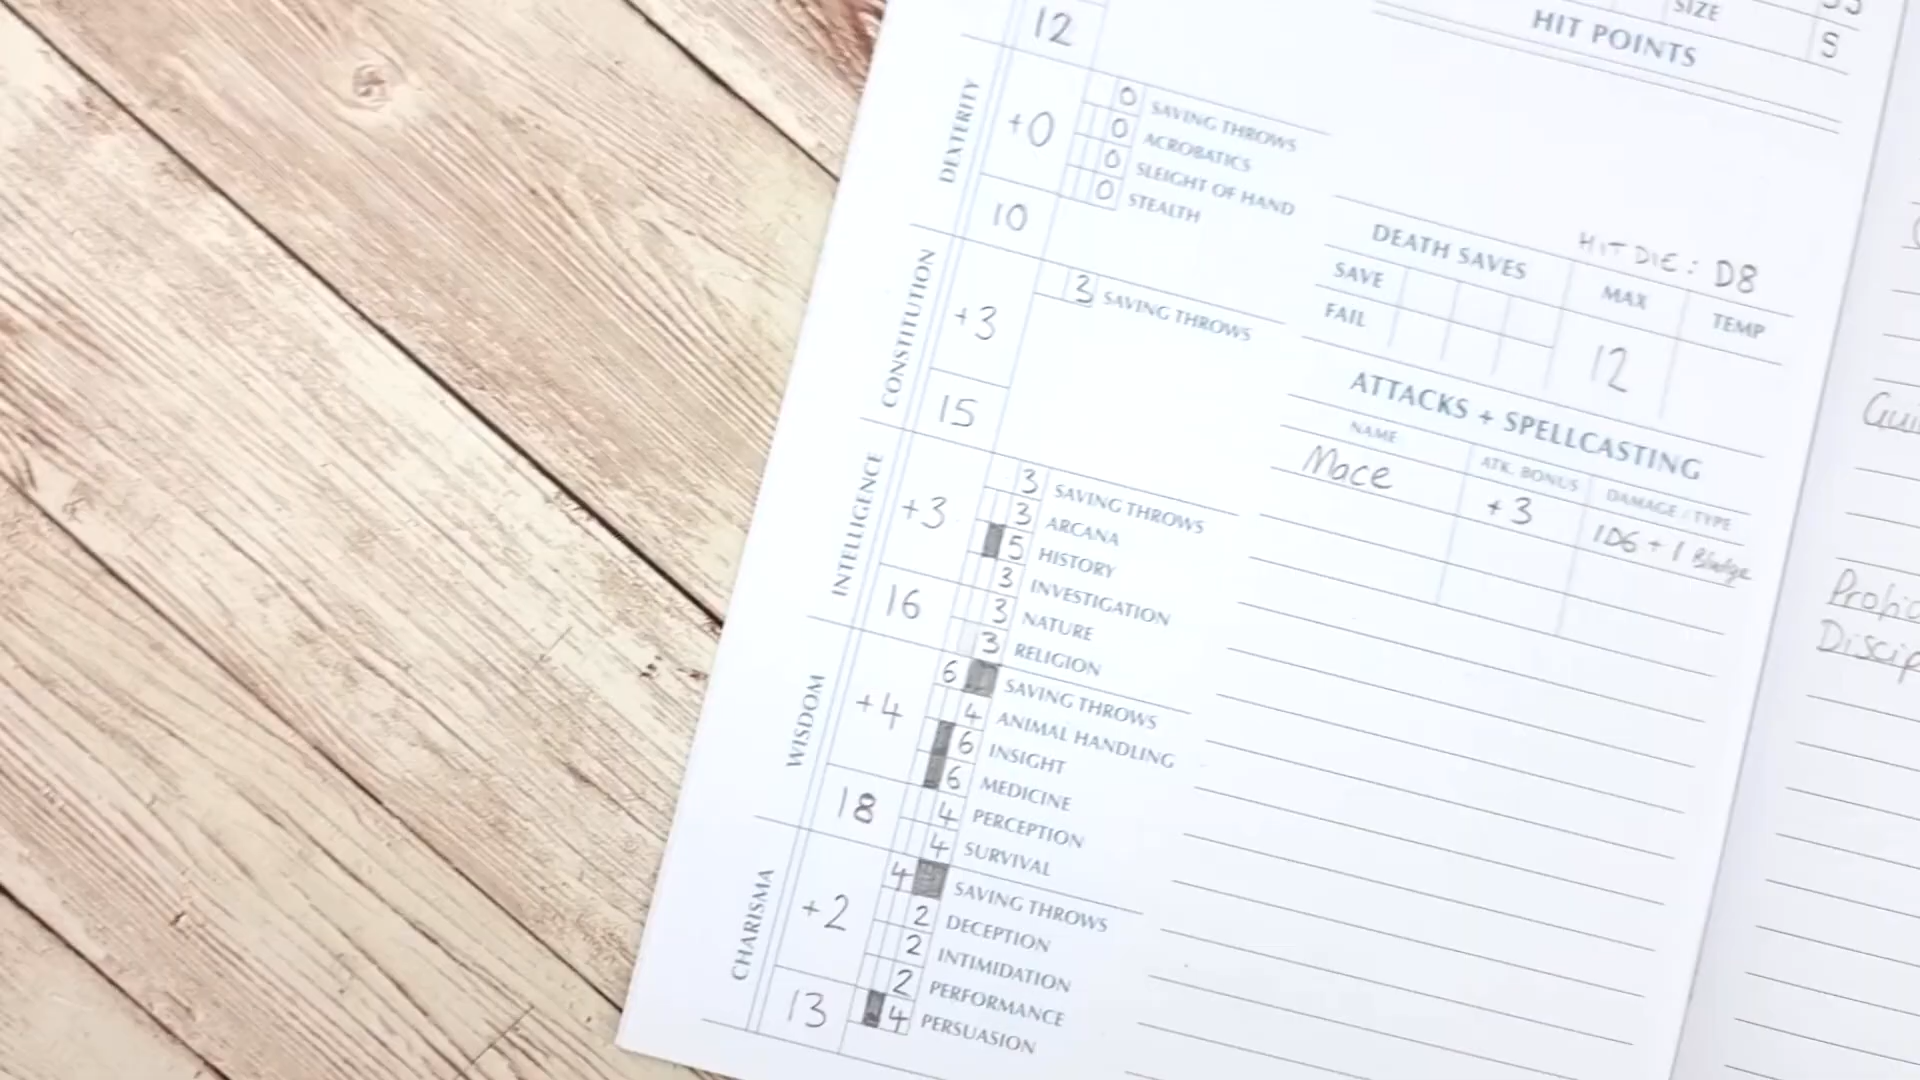 12
DEXTERITY
+0
10
0 SAVING THROWS
0 ACROBATICS
0 SLEIGHT OF HAND
0 STEALTH
CONSTITUTION
+3
15
3 SAVING THROWS
INTELLIGENCE
+3
16
3 SAVING THROWS
3 ARCANA
5 HISTORY
3 INVESTIGATION
3 NATURE
3 RELIGION
WISDOM
+4
18
6 SAVING THROWS
4 ANIMAL HANDLING
6 INSIGHT
6 MEDICINE
4 PERCEPTION
4 SURVIVAL
CHARISMA
+2
13
4 SAVING THROWS
2 DECEPTION
2 INTIMIDATION
2 PERFORMANCE
4 PERSUASION
SIZE
S
HIT POINTS
HIT DIE: D8
DEATH SAVES
MAX
TEMP
SAVE
FAIL
12
ATTACKS + SPELLCASTING
NAME
ATK. BONUS
DAMAGE / TYPE
Mace
+3
1D6 + 1